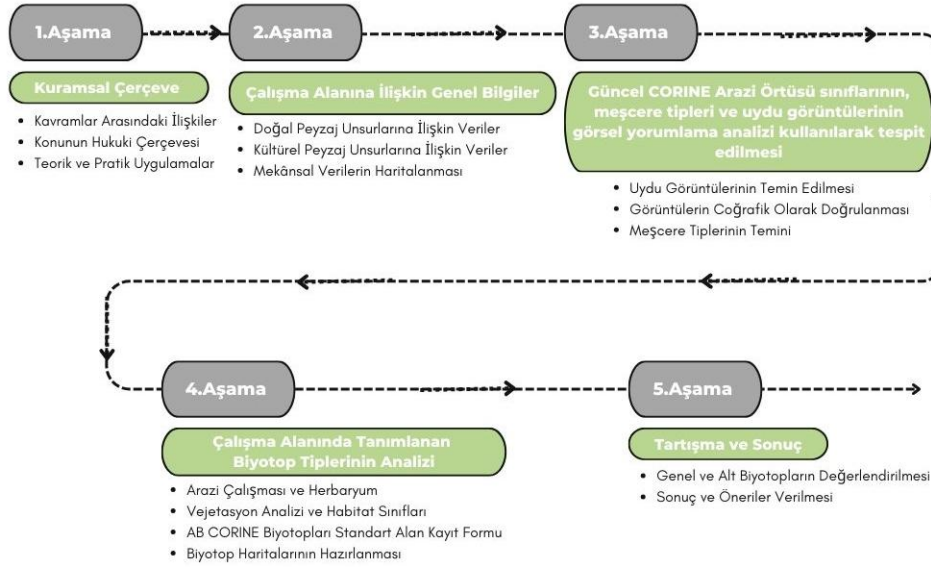 1.Aşama
Kuramsal Çerçeve
• Kavramlar Arasındaki İlişkiler
• Konunun Hukuki Çerçevesi
• Teorik ve Pratik Uygulamalar
2.Aşama
Çalışma Alanına İlişkin Genel Bilgiler
• Doğal Peyzaj Unsurlarına İlişkin Veriler
• Kültürel Peyzaj Unsurlarına İlişkin Veriler
• Mekânsal Verilerin Haritalanması
3.Aşama
Güncel CORINE Arazi Örtüsü sınıflarının,
meşcere tipleri ve uydu görüntülerinin
görsel yorumlama analizi kullanılarak tespit
edilmesi
• Uydu Görüntülerinin Temin Edilmesi
• Görüntülerin Coğrafik Olarak Doğrulanması
• Meşcere Tiplerinin Temini
4.Aşama
Çalışma Alanında Tanımlanan
Biyotop Tiplerinin Analizi
• Arazi Çalışması ve Herbaryum
• Vejetasyon Analizi ve Habitat Sınıfları
• AB CORINE Biyotopları Standart Alan Kayıt Formu
• Biyotop Haritalarının Hazırlanması
5.Aşama
Tartışma ve Sonuç
• Genel ve Alt Biyotopların Değerlendirilmesi
• Sonuç ve Öneriler Verilmesi